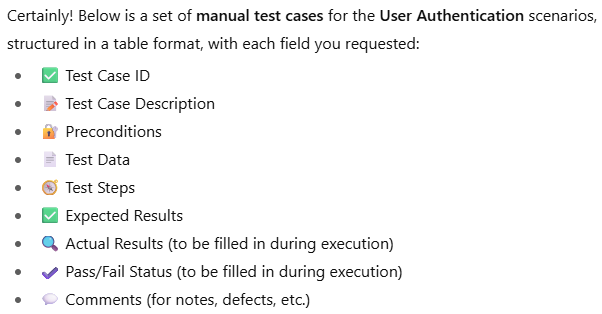 Certainly! Below is a set of manual test cases for the User Authentication scenarios,
structured in a table format, with each field you requested:
• ✅ Test Case ID
• 📝 Test Case Description
• 🔐 Preconditions
• 📄 Test Data
• 🧭 Test Steps
• ✅ Expected Results
• 🔍 Actual Results (to be filled in during execution)
• ✔️ Pass/Fail Status (to be filled in during execution)
• 💬 Comments (for notes, defects, etc.)